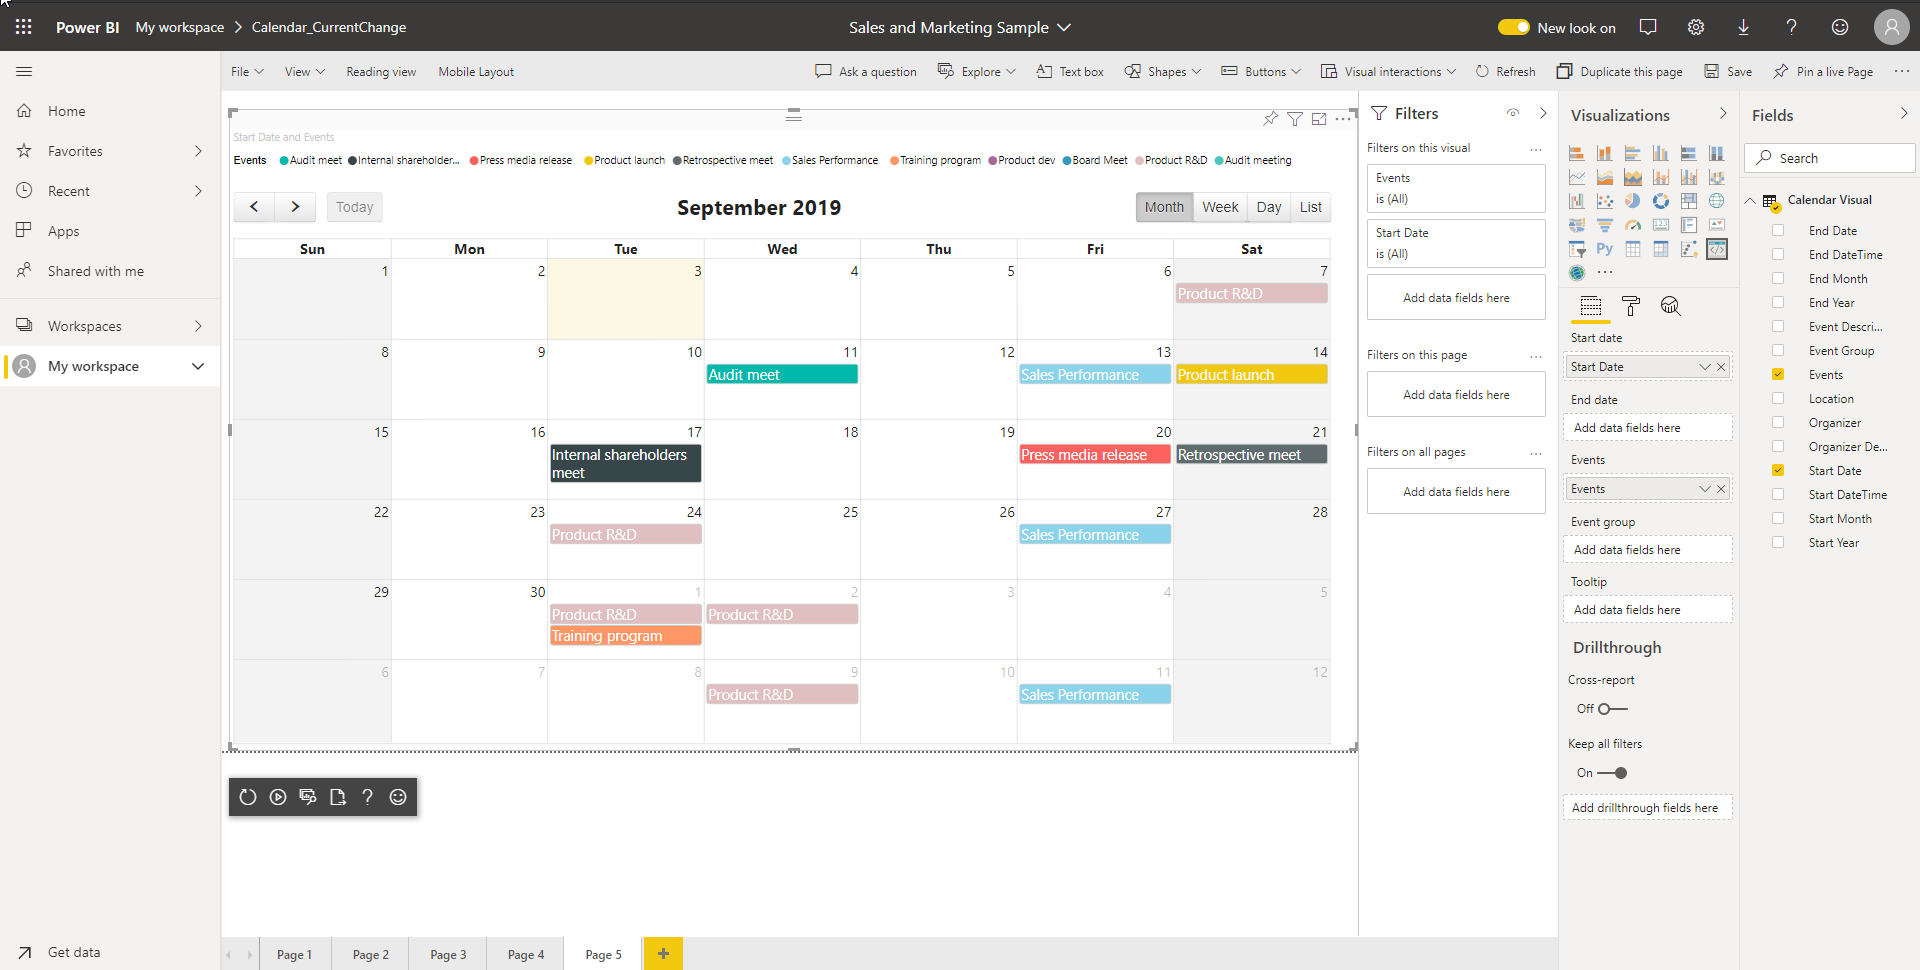 Power BI My workspace > Calendar_CurrentChange
Sales and Marketing Sample
New look on
File View Reading view Mobile Layout
Ask a question Explore Text box Shapes Buttons Visual interactions Refresh Duplicate this page Save Pin a live Page ...
Home
Favorites
Recent
Apps
Shared with me
Workspaces
My workspace
Get data
Start Date and Events
Events Audit meet Internal shareholder... Press media release Product launch Retrospective meet Sales Performance Training program Product dev Board Meet Product R&D Audit meeting
< > Today
September 2019
Month Week Day List
Sun Mon Tue Wed Thu Fri Sat
1 2 3 4 5 6 7
Product R&D
8 9 10 11 12 13 14
Audit meet Sales Performance Product launch
15 16 17 18 19 20 21
Internal shareholders Press media release Retrospective meet
meet
22 23 24 25 26 27 28
Product R&D Sales Performance
29 30 1 2 3 4 5
Product R&D Product R&D
Training program
6 7 8 9 10 11 12
Product R&D Sales Performance
Page 1 Page 2 Page 3 Page 4 Page 5 +
Filters
Filters on this visual ...
Events
is (All)
Start Date
is (All)
Add data fields here
Filters on this page ...
Add data fields here
Filters on all pages ...
Add data fields here
Visualizations
Py
...
Start date
Start Date
End date
Add data fields here
Events
Events
Event group
Add data fields here
Tooltip
Add data fields here
Drillthrough
Cross-report
Off
Keep all filters
On
Add drillthrough fields here
Fields
Search
Calendar Visual
End Date
End DateTime
End Month
End Year
Event Descri...
Event Group
Events
Location
Organizer
Organizer De...
Start Date
Start DateTime
Start Month
Start Year